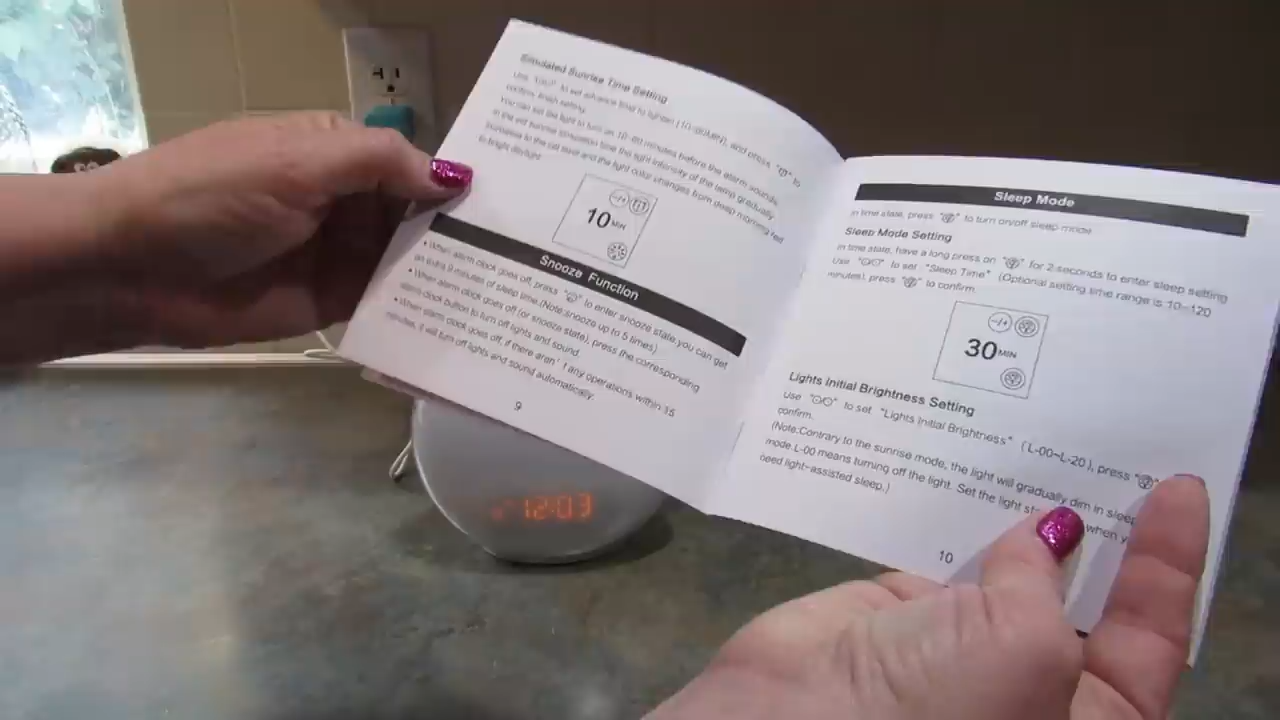 Simulated Sunrise Time Setting
Use " " to set advance time to lighten (10~60MIN), and press " " to
confirm, finish setting.
You can set the light to turn on 10~60 minutes before the alarm sounds.
In the set sunrise simulation time the light intensity of the lamp gradually
increases to the set level and the light color changes from deep morning red
to bright daylight.
-/+
10MIN
Snooze Function
• When alarm clock goes off, press " " to enter snooze state,you can get
an extra 9 minutes of sleep time.(Note:snooze up to 5 times)
• When alarm clock goes off (or snooze state), press the corresponding
alarm clock button to turn off lights and sound.
• When alarm clock goes off, if there aren't any operations within 15
minutes, it will turn off lights and sound automatically.
9
Sleep Mode
In time state, press " " to turn on/off sleep mode.
Sleep Mode Setting
In time state, have a long press on " " for 2 seconds to enter sleep setting.
Use " " to set "Sleep Time" (Optional setting time range is 10~120
minutes), press " " to confirm.
-/+
30MIN
Lights Initial Brightness Setting
Use " " to set "Lights Initial Brightness" (L-00~L-20), press " "
confirm.
(Note:Contrary to the sunrise mode, the light will gradually dim in sleep
mode.L-00 means turning off the light. Set the light when
need light-assisted sleep.)
10
12:03